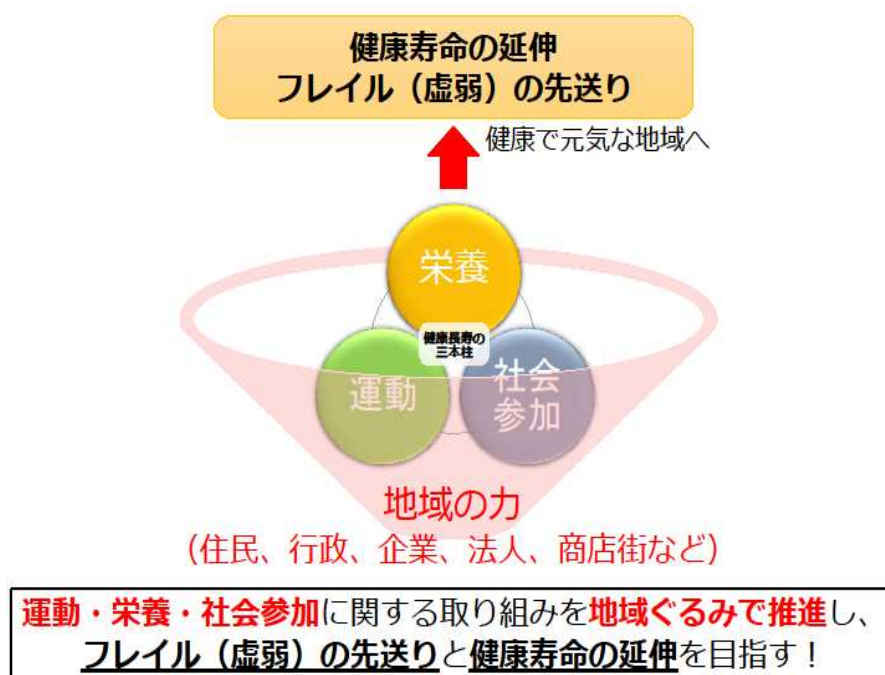 健康寿命の延伸
フレイル（虚弱）の先送り
健康で元気な地域へ
栄養
健康長寿の
三本柱
運動
社会
参加
地域の力
（住民、行政、企業、法人、商店街など）
運動・栄養・社会参加に関する取り組みを地域ぐるみで推進し、
フレイル（虚弱）の先送りと健康寿命の延伸を目指す！